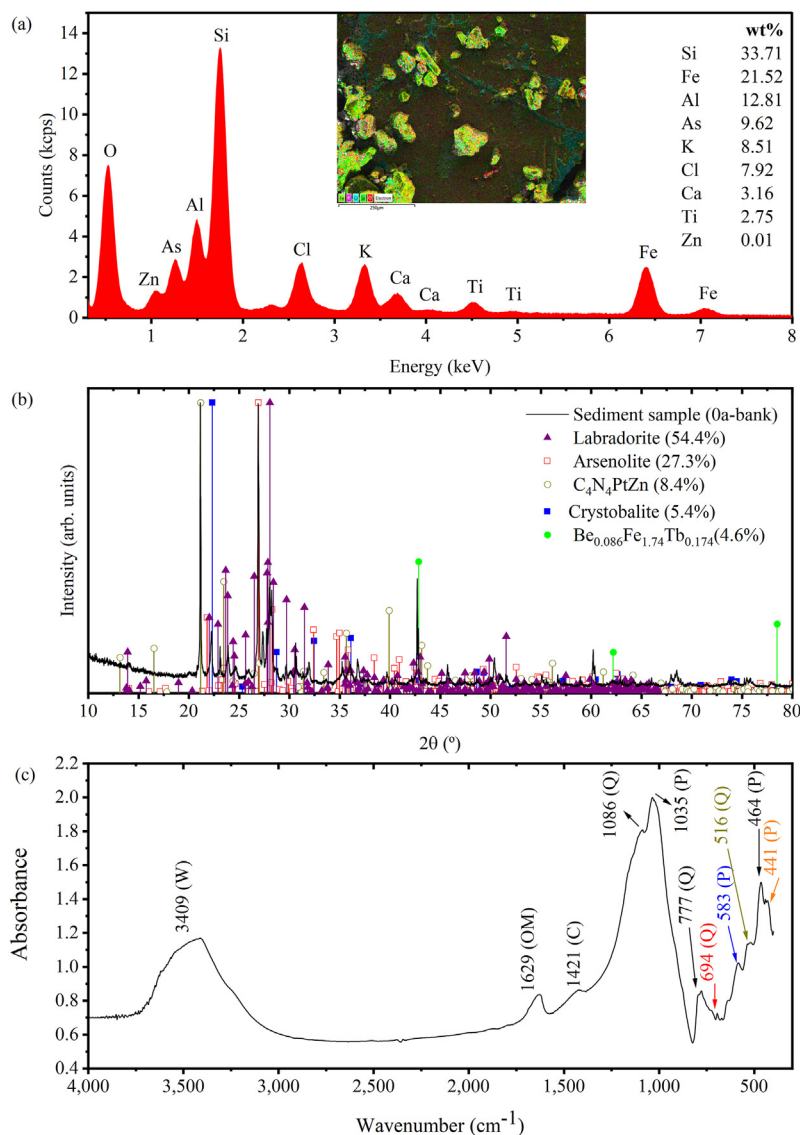 (a)
14
12
10
8
6
4
2
0
Counts (kcps)
O
Zn
As
Al
Si
Cl
K
Ca
Ca
Ti
Ti
Fe
Fe
Electron
250µm
wt%
Si 33.71
Fe 21.52
Al 12.81
As 9.62
K 8.51
Cl 7.92
Ca 3.16
Ti 2.75
Zn 0.01
1 2 3 4 5 6 7 8
Energy (keV)
(b)
Intensity (arb. units)
Sediment sample (0a-bank)
Labradorite (54.4%)
Arsenolite (27.3%)
C4N4PtZn (8.4%)
Crystobalite (5.4%)
Be0.086Fe1.74Tb0.174(4.6%)
10 15 20 25 30 35 40 45 50 55 60 65 70 75 80
2θ (º)
(c)
2.2
2.0
1.8
1.6
1.4
1.2
1.0
0.8
0.6
0.4
Absorbance
3409 (W)
1629 (OM)
1421 (C)
1086 (Q)
1035 (P)
777 (Q)
694 (Q)
583 (P)
516 (Q)
464 (P)
441 (P)
4,000 3,500 3,000 2,500 2,000 1,500 1,000 500
Wavenumber (cm-1)